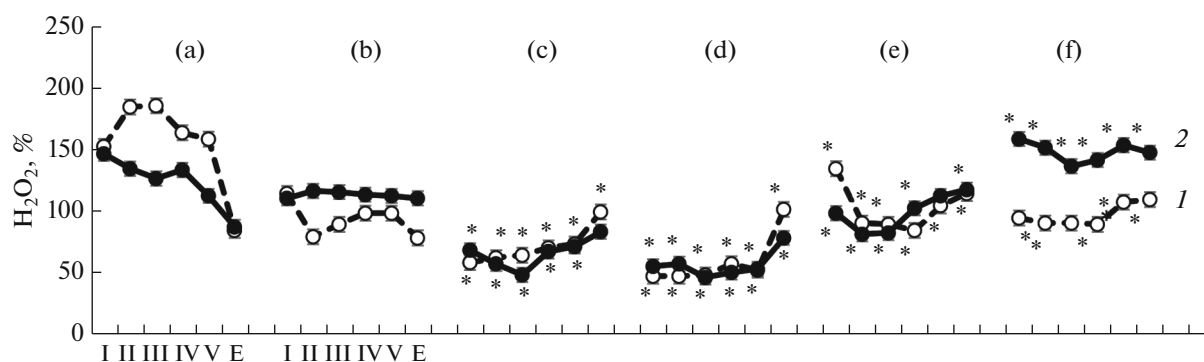 250
(a) (b) (c) (d) (e) (f)
200
150
100
50
0
H₂O₂, %
2
1
I II III IV V E I II III IV V E